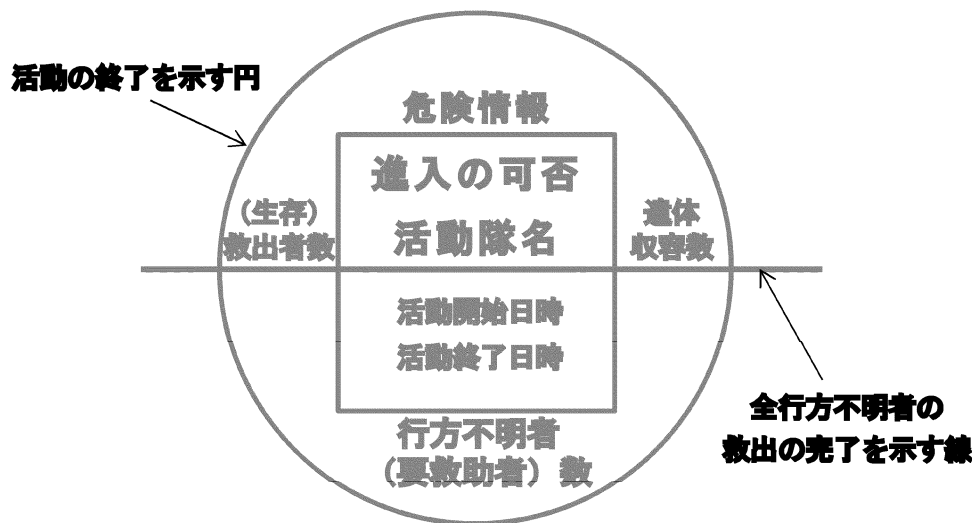 活動の終了を示す円
危険情報
進入の可否
活動隊名
（生存）
救出者数
遺体
収容数
活動開始日時
活動終了日時
行方不明者
（要救助者）数
全行方不明者の
救出の完了を示す線